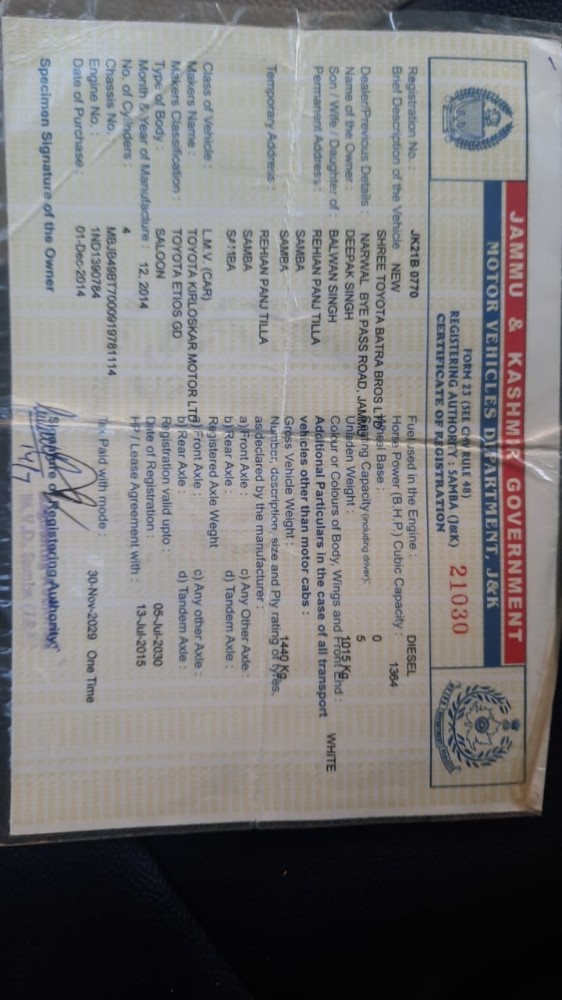 JAMMU & KASHMIR GOVERNMENT
MOTOR VEHICLES DEPARTMENT, J&K
FORM 23 (SEE CMV RULE 48)
REGISTERING AUTHORITY : SAMBA (J&K)
CERTIFICATE OF REGISTRATION
21030
Registration No. : JK21B 0770
Brief Description of the Vehicle NEW
SHREE TOYOTA BATRA BROS LTD
Dealer/Previous Details : NARWAL BYE PASS ROAD, JAMMU
Name of the Owner : DEEPAK SINGH
Son / Wife / Daughter of : BALWAN SINGH
Permanent Address : REHIAN PANJ TILLA
SAMBA
SAMBA
Temporary Address : REHIAN PANJ TILLA
SAMBA
SAMBA
Class of Vehicle : L.M.V. (CAR)
Makers Name : TOYOTA KIRLOSKAR MOTOR LTD
Makers Classification : TOYOTA ETIOS GD
Type of Body : SALOON
Month & Year of Manufacture : 12, 2014
No. of Cylinders : 4
Chassis No. MBJB49BT7000919781114
Engine No. : 1ND1390784
Date of Purchase : 01-Dec-2014
Specimen Signature of the Owner
Fuel used in the Engine : DIESEL
Horse Power (B.H.P.) Cubic Capacity : 1364
Wheel Base : 0
Seating Capacity (including driver): 5
Unladen Weight : 1015 Kg
Colour or Colours of Body, Wings and Front End : WHITE
Additional Particulars in the case of all transport
vehicles other than motor cabs :
Gross Vehicle Weight : 1440 Kg
Number, description, size and Ply rating of tyres,
as declared by the manufacturer :
a) Front Axle : c) Any Other Axle :
b) Rear Axle : d) Tandem Axle :
Registered Axle Weght
a) Front Axle : c) Any other Axle :
b) Rear Axle : d) Tandem Axle :
Registration valid upto : 05-Jul-2030
Date of Registration : 13-Jul-2015
HP / Lease Agreement with :
Tax Paid with mode : 30-Nov-2029 One Time
Signature of Registering Authority